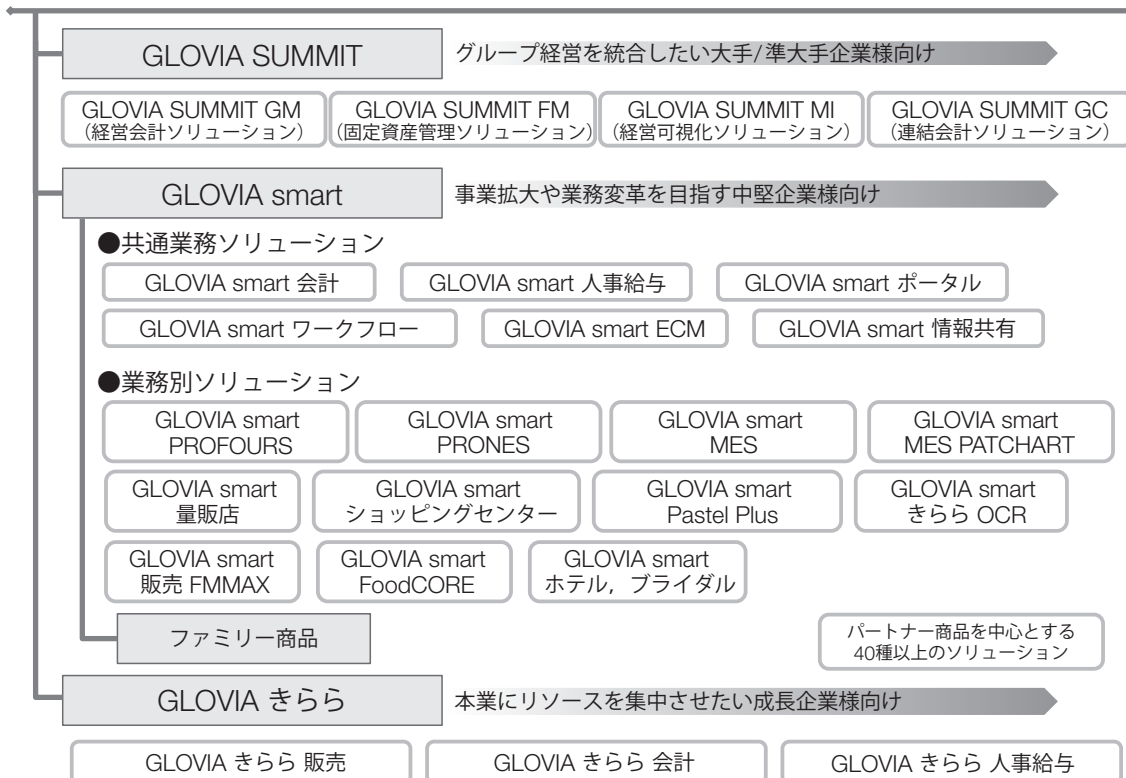 GLOVIA SUMMIT
グループ経営を統合したい大手/準大手企業様向け
GLOVIA SUMMIT GM
（経営会計ソリューション）
GLOVIA SUMMIT FM
（固定資産管理ソリューション）
GLOVIA SUMMIT MI
（経営可視化ソリューション）
GLOVIA SUMMIT GC
（連結会計ソリューション）
GLOVIA smart
事業拡大や業務変革を目指す中堅企業様向け
●共通業務ソリューション
GLOVIA smart 会計
GLOVIA smart 人事給与
GLOVIA smart ポータル
GLOVIA smart ワークフロー
GLOVIA smart ECM
GLOVIA smart 情報共有
●業務別ソリューション
GLOVIA smart
PROFOURS
GLOVIA smart
PRONES
GLOVIA smart
MES
GLOVIA smart
MES PATCHART
GLOVIA smart
量販店
GLOVIA smart
ショッピングセンター
GLOVIA smart
Pastel Plus
GLOVIA smart
きらら OCR
GLOVIA smart
販売 FMMAX
GLOVIA smart
FoodCORE
GLOVIA smart
ホテル，ブライダル
ファミリー商品
パートナー商品を中心とする
40種以上のソリューション
GLOVIA きらら
本業にリソースを集中させたい成長企業様向け
GLOVIA きらら 販売
GLOVIA きらら 会計
GLOVIA きらら 人事給与